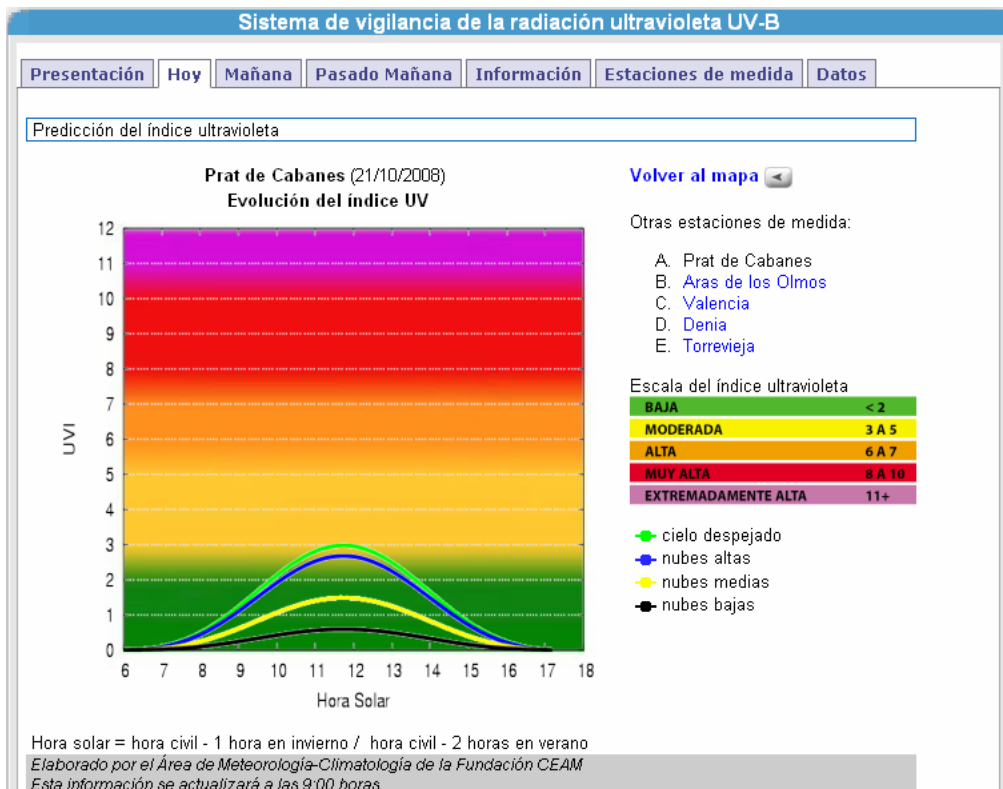 Sistema de vigilancia de la radiación ultravioleta UV-B
Presentación Hoy Mañana Pasado Mañana Información Estaciones de medida Datos
Predicción del índice ultravioleta
Prat de Cabanes (21/10/2008)
Evolución del índice UV
12
11
10
9
8
7
6
5
4
3
2
1
0
UVI
6 7 8 9 10 11 12 13 14 15 16 17 18
Hora Solar
Volver al mapa
Otras estaciones de medida:
A. Prat de Cabanes
B. Aras de los Olmos
C. Valencia
D. Denia
E. Torrevieja
Escala del índice ultravioleta
BAJA < 2
MODERADA 3 A 5
ALTA 6 A 7
MUY ALTA 8 A 10
EXTREMADAMENTE ALTA 11+
cielo despejado
nubes altas
nubes medias
nubes bajas
Hora solar = hora civil - 1 hora en invierno / hora civil - 2 horas en verano
Elaborado por el Área de Meteorología-Climatología de la Fundación CEAM
Esta información se actualizará a las 9:00 horas